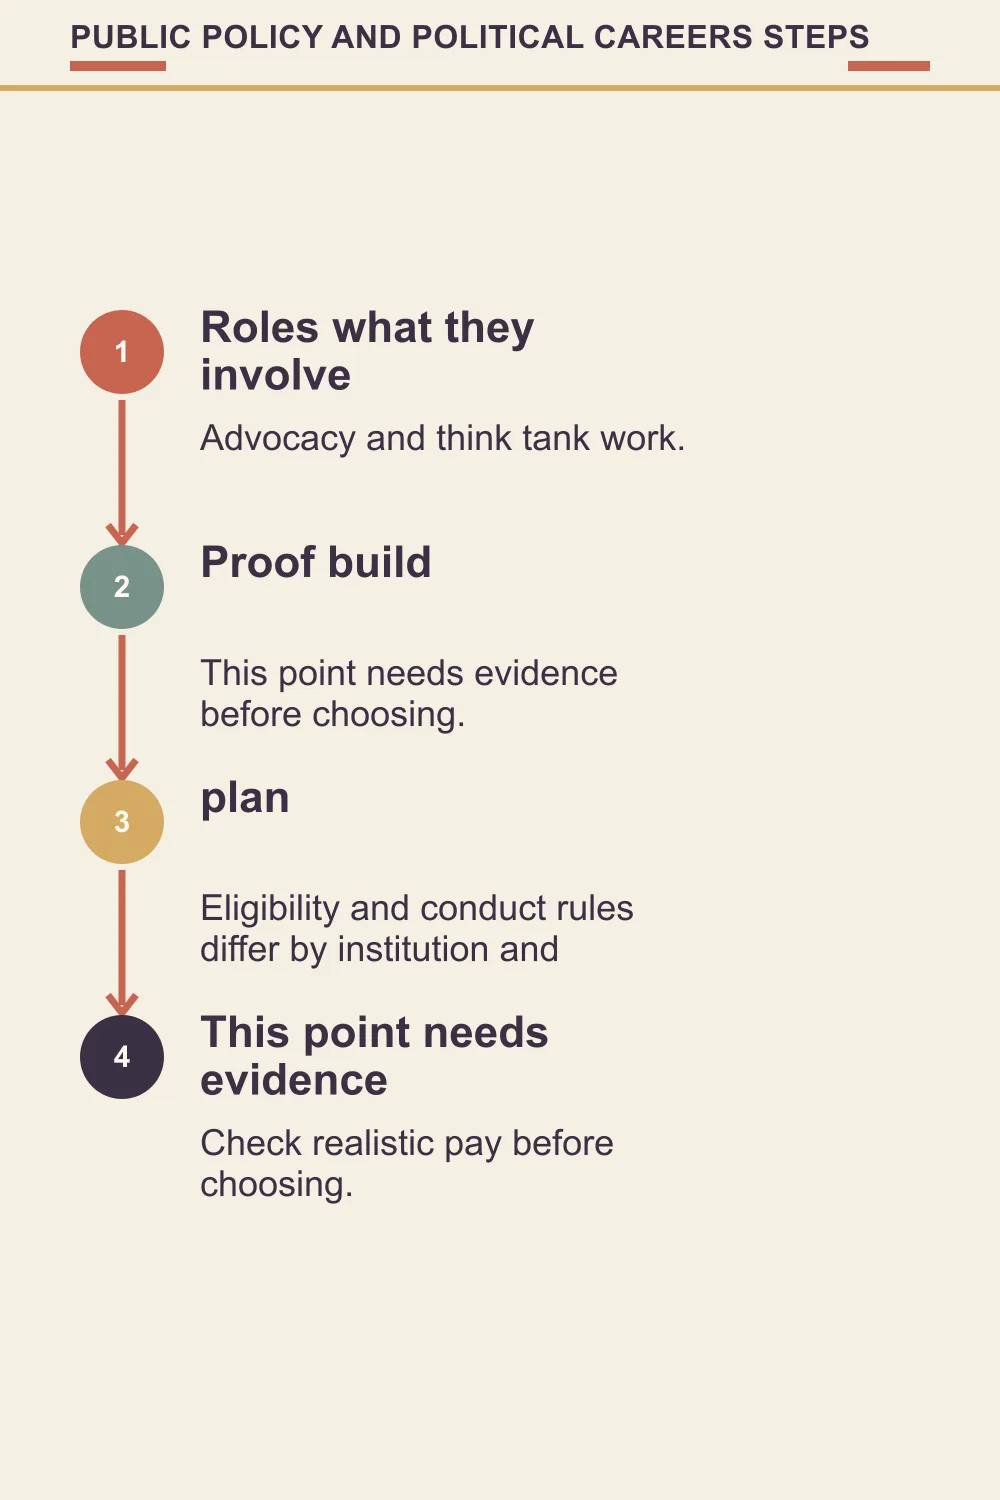 PUBLIC POLICY AND POLITICAL CAREERS STEPS
1
Roles what they
involve
Advocacy and think tank work.
2
Proof build
This point needs evidence
before choosing.
3
plan
Eligibility and conduct rules
differ by institution and
4
This point needs
evidence
Check realistic pay before
choosing.